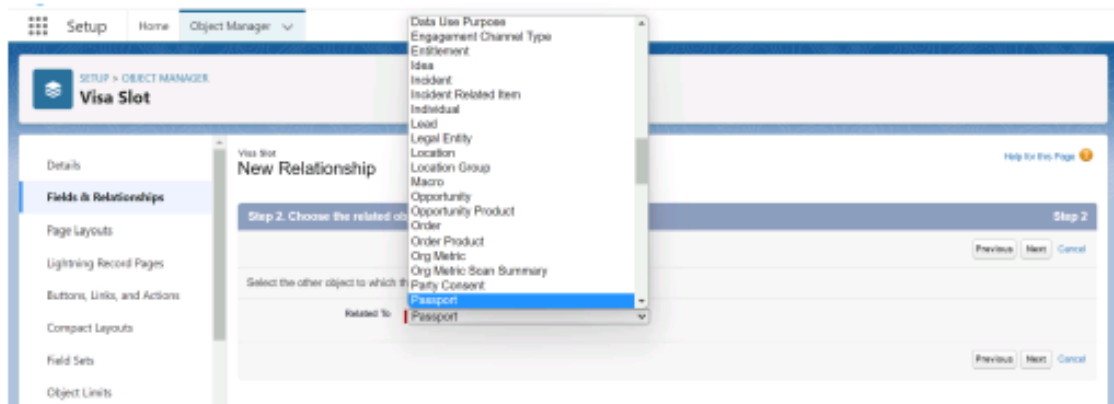 Setup
Home
Object Manager
SETUP > OBJECT MANAGER
Visa Slot
Details
Fields & Relationships
Page Layouts
Lightning Record Pages
Buttons, Links, and Actions
Compact Layouts
Field Sets
Object Limits
Visa Slot
New Relationship
Help for this Page
Step 2. Choose the related ob
Step 2
Previous Next Cancel
Select the other object to which th
Related To
Passport
Data Use Purpose
Engagement Channel Type
Entitlement
Idea
Incident
Incident Related Item
Individual
Lead
Legal Entity
Location
Location Group
Macro
Opportunity
Opportunity Product
Order
Order Product
Org Metric
Org Metric Scan Summary
Party Consent
Passport
Previous Next Cancel